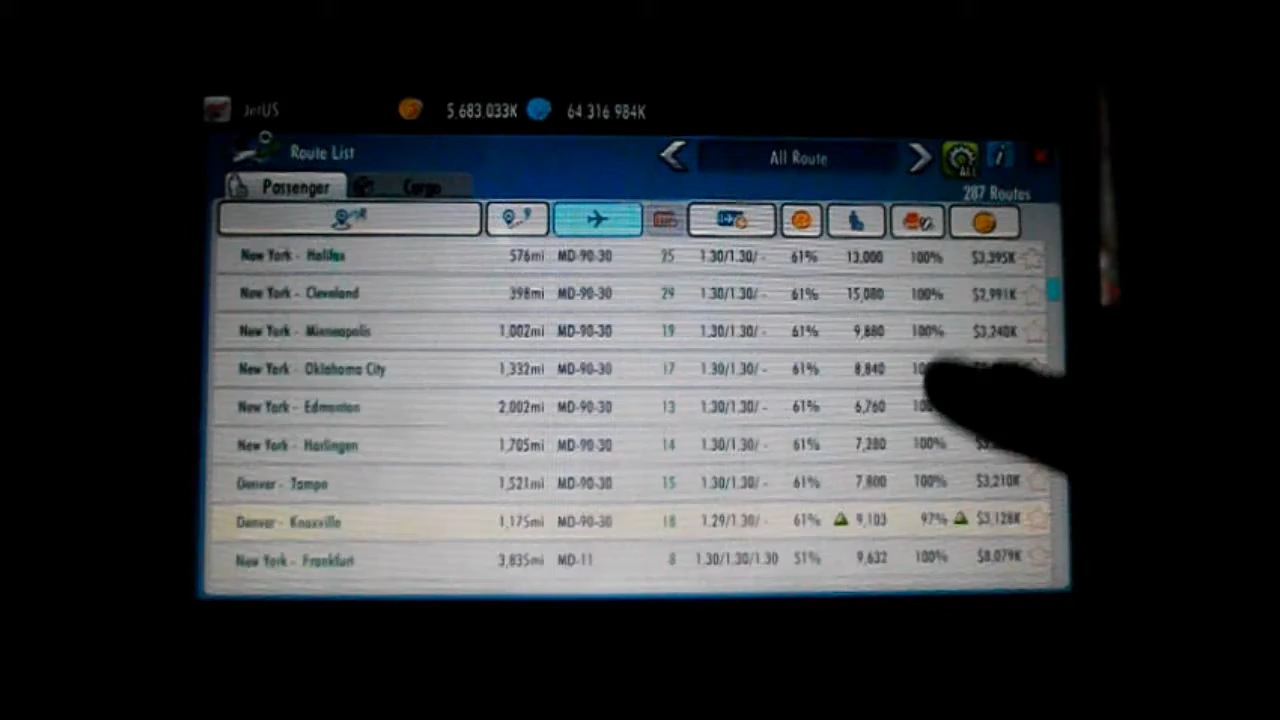 JetUS 5,683,033K 64,316,984K
Route List All Route
Passenger Cargo 287 Routes
New York - Halifax 576mi MD-90-30 25 1.30/1.30/ - 61% 13,000 100% $3,395K
New York - Cleveland 398mi MD-90-30 29 1.30/1.30/ - 61% 15,080 100% $2,991K
New York - Minneapolis 1,002mi MD-90-30 19 1.30/1.30/ - 61% 9,880 100% $3,240K
New York - Oklahoma City 1,332mi MD-90-30 17 1.30/1.30/ - 61% 8,840
New York - Edmonton 2,002mi MD-90-30 13 1.30/1.30/ - 61% 6,760
New York - Harlingen 1,705mi MD-90-30 14 1.30/1.30/ - 61% 7,280 100%
Denver - Tampa 1,521mi MD-90-30 15 1.30/1.30/ - 61% 7,800 100% $3,210K
Denver - Knoxville 1,175mi MD-90-30 18 1.29/1.30/ - 61% 9,103 97% $3,128K
New York - Frankfurt 3,835mi MD-11 8 1.30/1.30/1.30 51% 9,632 100% $8,079K